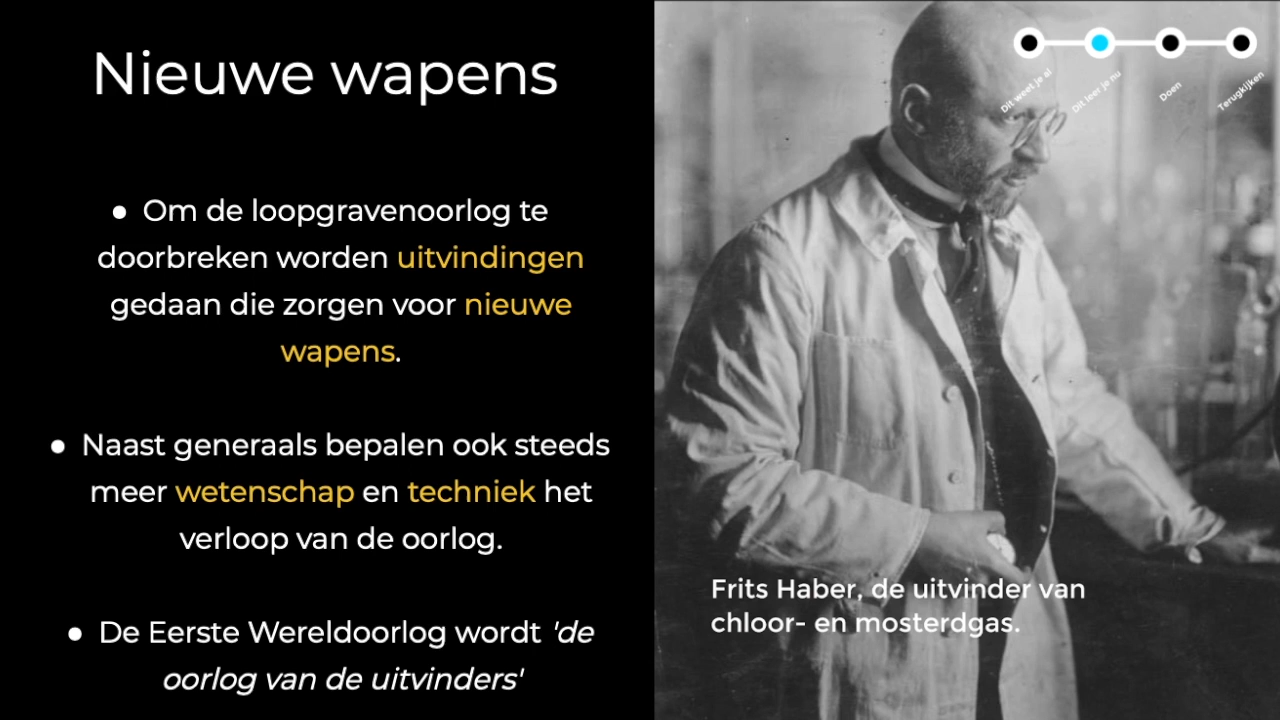 Nieuwe wapens
● Om de loopgravenoorlog te
doorbreken worden uitvindingen
gedaan die zorgen voor nieuwe
wapens.
● Naast generaals bepalen ook steeds
meer wetenschap en techniek het
verloop van de oorlog.
● De Eerste Wereldoorlog wordt 'de
oorlog van de uitvinders'
Dit weet je al
Dit leer je nu
Doen
Terugkijken
Frits Haber, de uitvinder van
chloor- en mosterdgas.